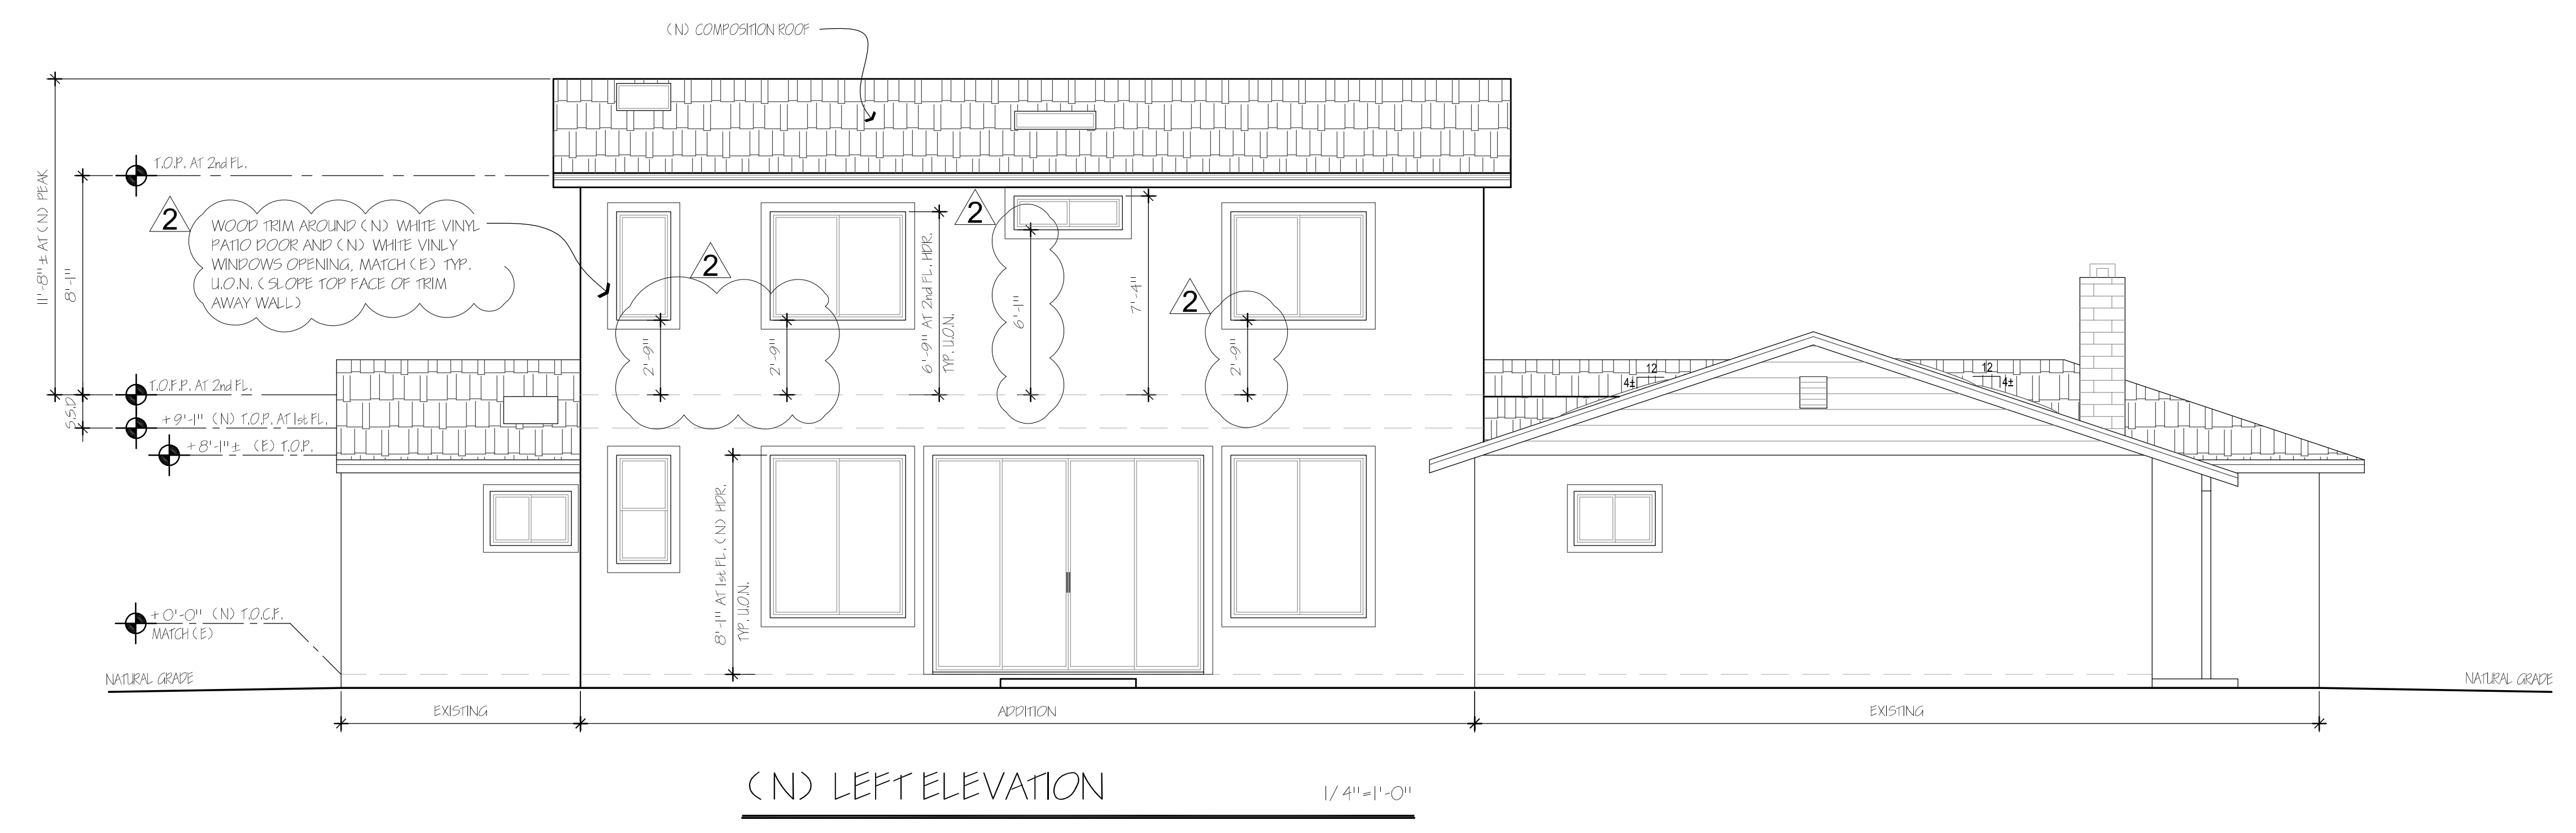 (N) COMPOSITION ROOF
T.O.P. AT 2nd FL.
11'-8"± AT (N) PEAK
8'-1"
2
WOOD TRIM AROUND (N) WHITE VINYL
PATIO DOOR AND (N) WHITE VINLY
WINDOWS OPENING, MATCH (E) TYP.
U.O.N. (SLOPE TOP FACE OF TRIM
AWAY WALL)
2
2
2
2'-9"
2'-9"
6'-9" AT 2nd FL. HDR.
TYP. U.O.N.
6'-1"
7'-4"
2'-9"
12
4±
12
4±
T.O.F.P. AT 2nd FL.
S.S.D.
+9'-1" (N) T.O.P. AT 1st FL.
+8'-1"± (E) T.O.P.
8'-1" AT 1st FL. (N) HDR.
TYP. U.O.N.
+0'-0" (N) T.O.C.F.
MATCH (E)
NATURAL GRADE
NATURAL GRADE
EXISTING
ADDITION
EXISTING
(N) LEFT ELEVATION
1/4"=1'-0"